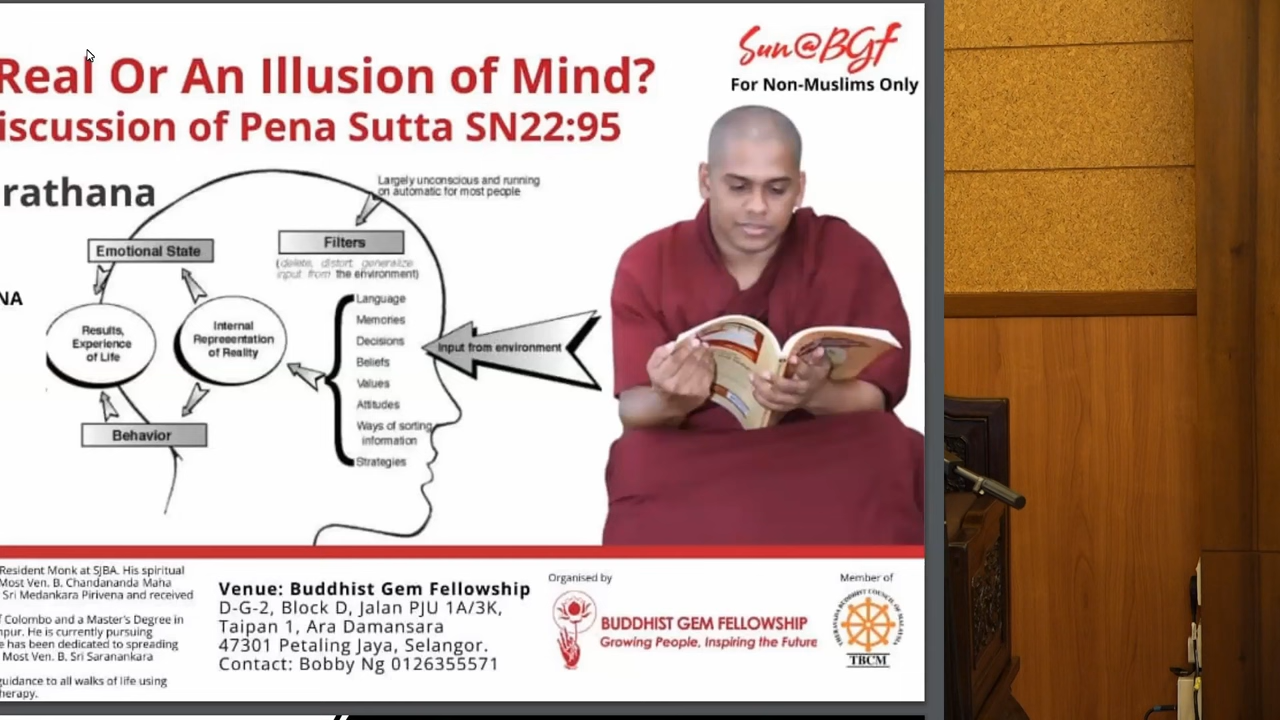 Sun@BGf
For Non-Muslims Only
Real Or An Illusion of Mind?
iscussion of Pena Sutta SN22:95
rathana
NA
Largely unconscious and running
on automatic for most people
Emotional State
Filters
(delete, distort, generalize
input from the environment)
Results,
Experience
of Life
Internal
Representation
of Reality
Language
Memories
Decisions
Beliefs
Values
Attitudes
Ways of sorting
information
Strategies
Input from environment
Behavior
Resident Monk at SJBA. His spiritual
Most Ven. B. Chandananda Maha
Sri Medankara Pirivena and received
f Colombo and a Master's Degree in
npur. He is currently pursuing
e has been dedicated to spreading
Most Ven. B. Sri Saranankara
guidance to all walks of life using
herapy.
Venue: Buddhist Gem Fellowship
D-G-2, Block D, Jalan PJU 1A/3K,
Taipan 1, Ara Damansara
47301 Petaling Jaya, Selangor.
Contact: Bobby Ng 0126355571
Organised by
BUDDHIST GEM FELLOWSHIP
Growing People, Inspiring the Future
Member of
THERAVADA BUDDHIST COUNCIL OF MALAYSIA
TBCM